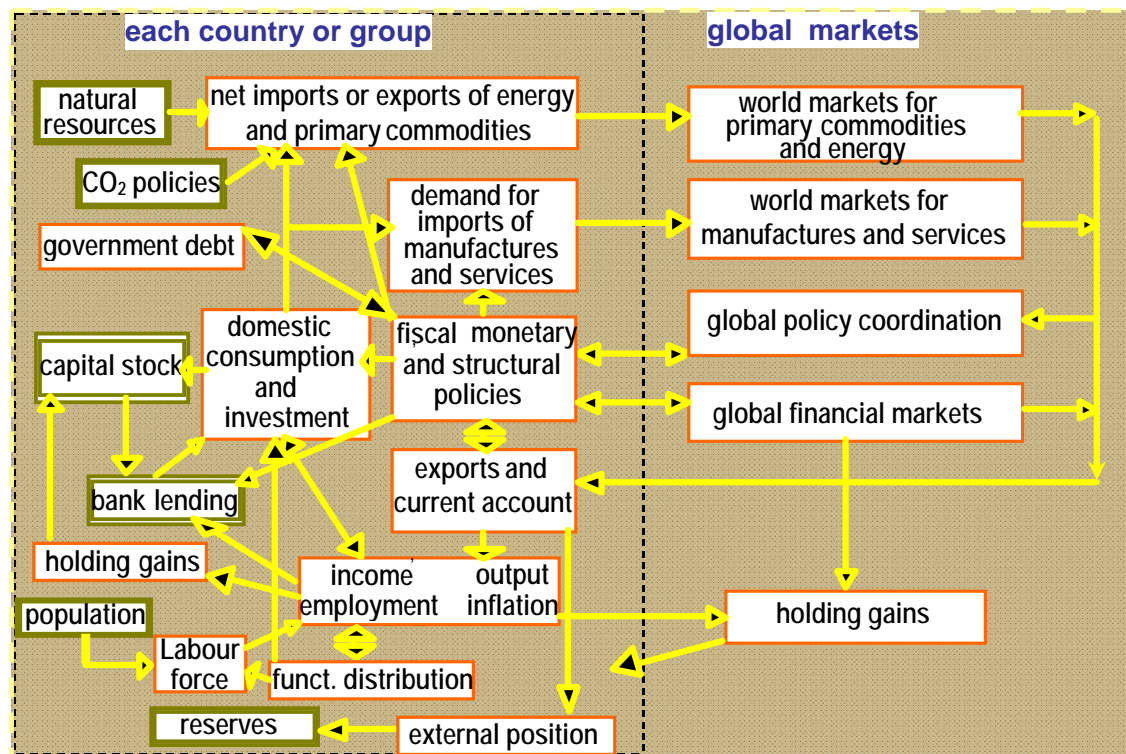 each country or group
global markets
natural
resources
net imports or exports of energy
and primary commodities
world markets for
primary commodities
and energy
CO₂ policies
demand for
imports of
manufactures
and services
world markets for
manufactures and services
government debt
domestic
consumption
and
investment
fiscal, monetary
and structural
policies
global policy coordination
capital stock
global financial markets
bank lending
exports and
current account
holding gains
income, output
employment inflation
holding gains
population
Labour
force
funct. distribution
reserves
external position